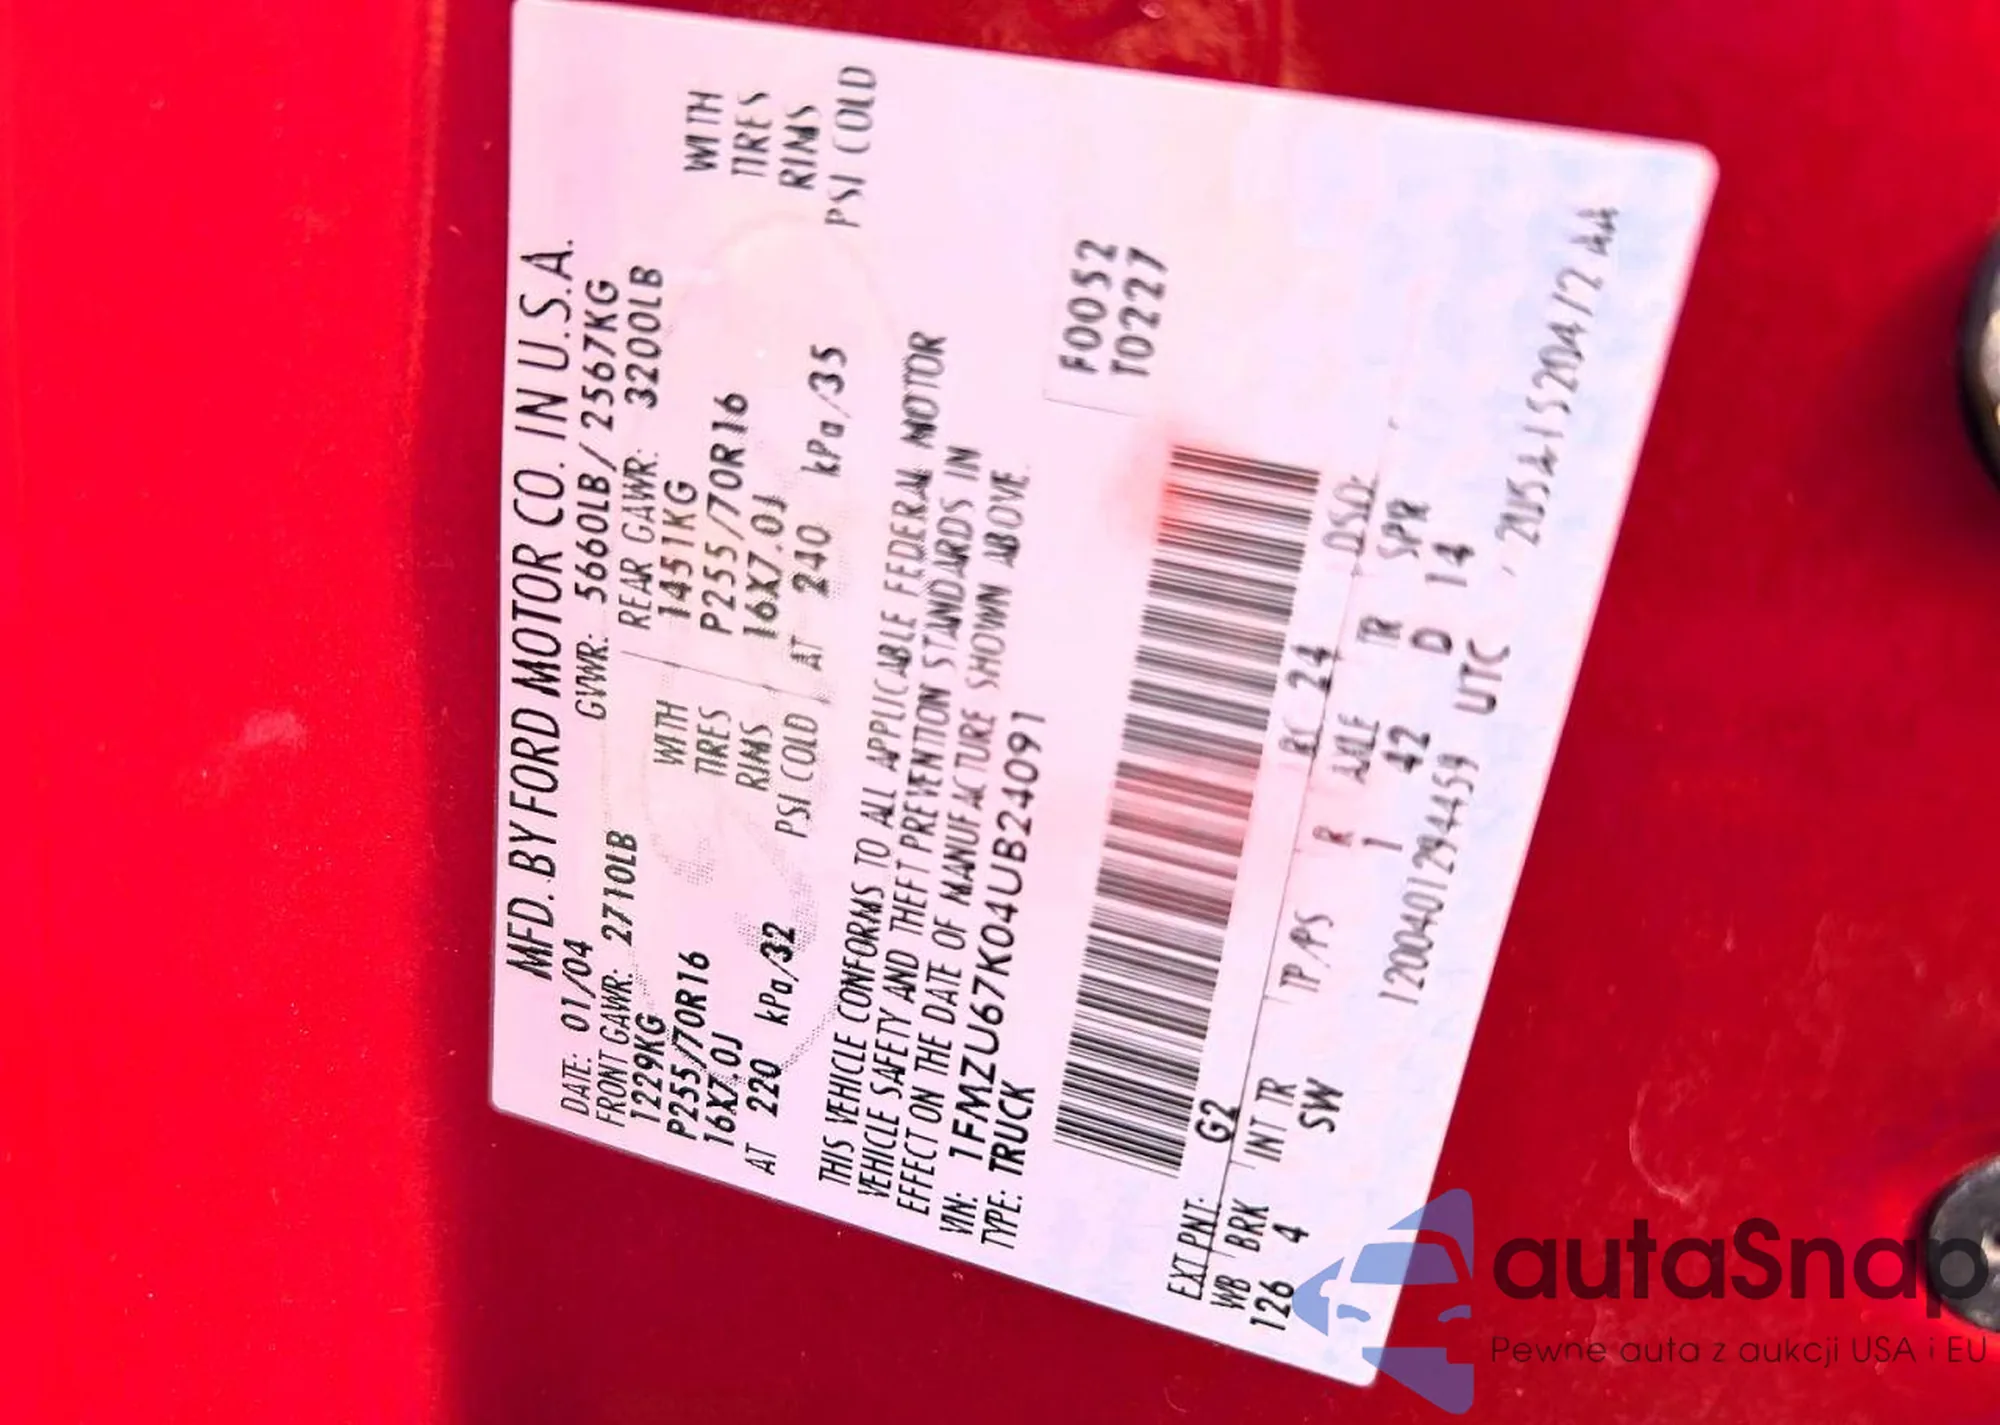 MFD. BY FORD MOTOR CO. IN U.S.A.
DATE: 01/04 GVWR: 5660LB/2567KG
FRONT GAWR: 2710LB REAR GAWR: 3200LB
1229KG WITH 1451KG WITH
P255/70R16 TIRES P255/70R16 TIRES
16X7.0J RIMS 16X7.0J RIMS
AT 220 kPa/32 PSI COLD AT 240 kPa/35 PSI COLD
THIS VEHICLE CONFORMS TO ALL APPLICABLE FEDERAL MOTOR
VEHICLE SAFETY AND THEFT PREVENTION STANDARDS IN
EFFECT ON THE DATE OF MANUFACTURE SHOWN ABOVE.
VIN: 1FMZU67K04UB24091
TYPE: TRUCK
F0052
T0227
EXT PNT: G2 RC 24 DSO:
WB BRK INT TR TP/PS R AXLE TR SPR
126 4 SW 1 42 D 14
UTC
autaSnap
Pewne auta z aukcji USA i EU